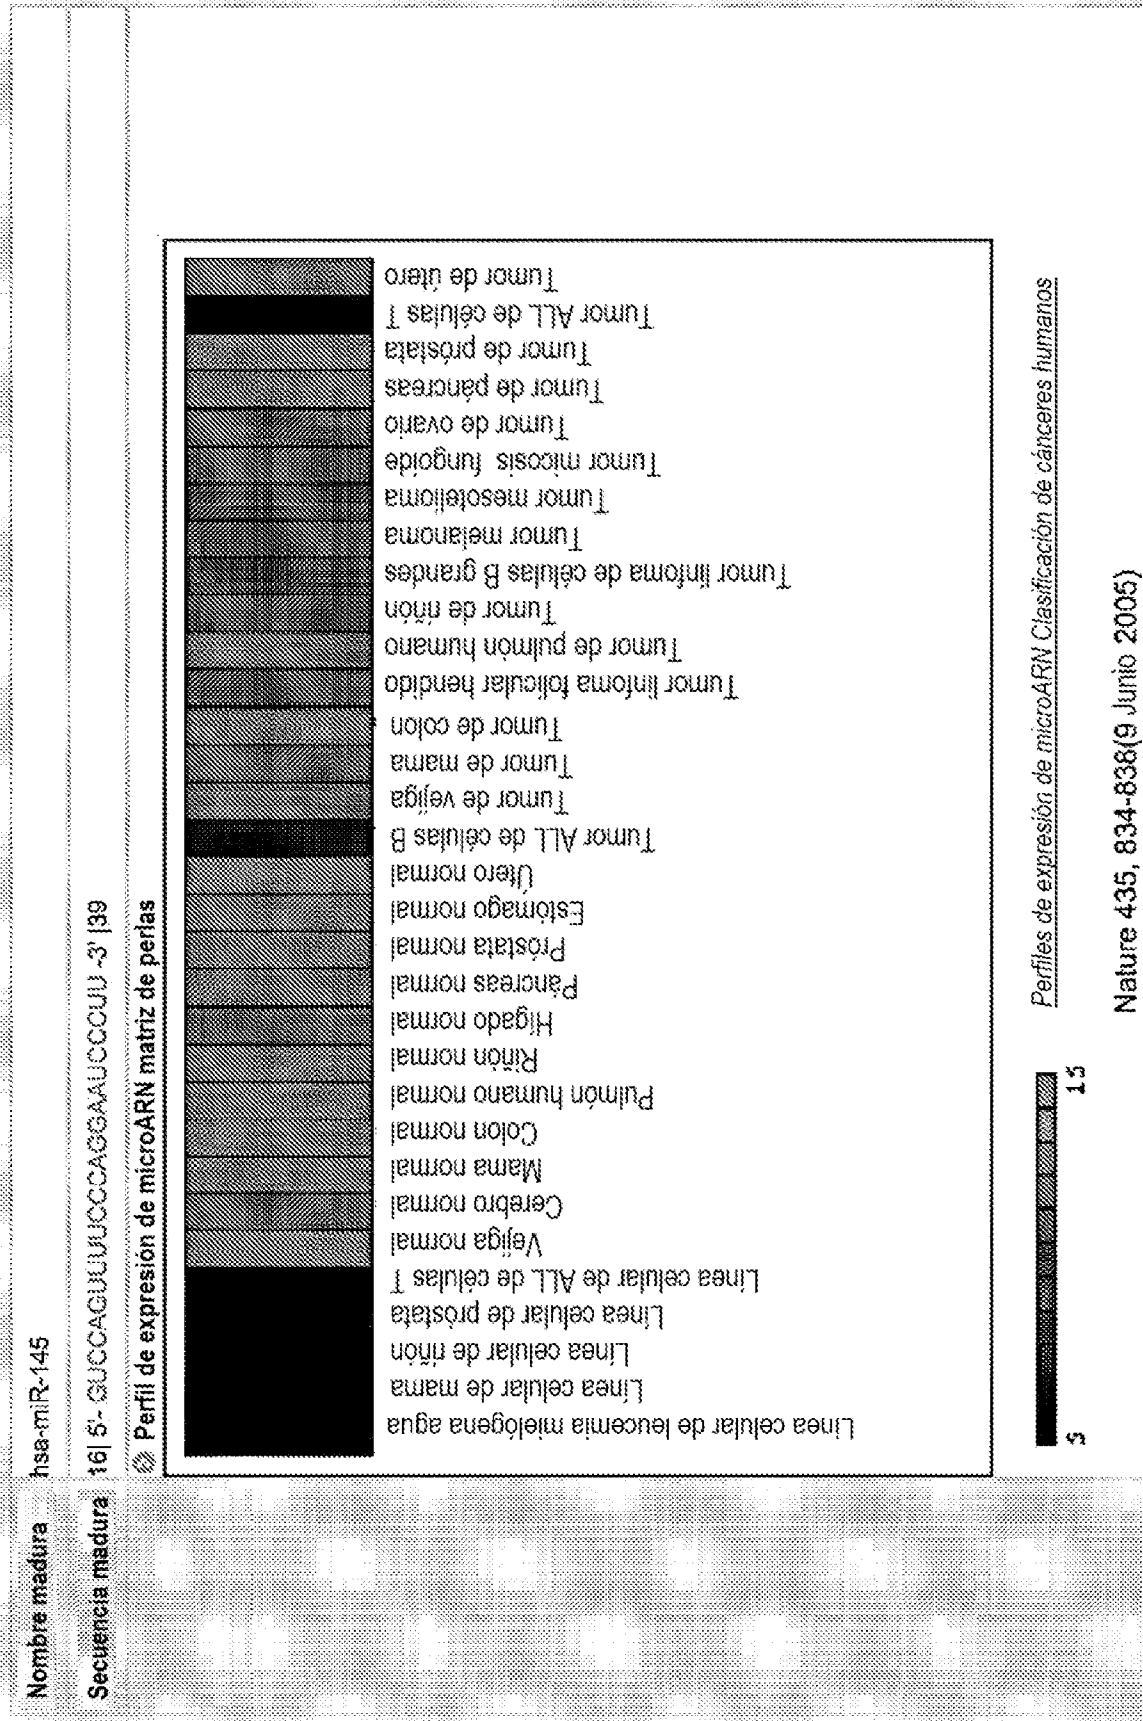 Nombre madura hsa-miR-145
Secuencia madura 16| 5'- GUCCAGUUUUCCCAGGAAUCCCUU -3' |39
Perfil de expresión de microARN matriz de perlas
Línea celular de leucemia mielógena agua
Línea celular de mama
Línea celular de riñón
Línea celular de próstata
Línea celular de ALL de células T
Vejiga normal
Cerebro normal
Mama normal
Colon normal
Pulmón humano normal
Riñón normal
Hígado normal
Páncreas normal
Próstata normal
Estómago normal
Útero normal
Tumor ALL de células B
Tumor de vejiga
Tumor de mama
Tumor de colon
Tumor linfoma folicular hendido
Tumor de pulmón humano
Tumor de riñón
Tumor linfoma de células B grandes
Tumor melanoma
Tumor mesotelioma
Tumor micosis fungoide
Tumor de ovario
Tumor de páncreas
Tumor de próstata
Tumor ALL de células T
Tumor de útero
5 15
Perfiles de expresión de microARN Clasificación de cánceres humanos
Nature 435, 834-838(9 Junio 2005)